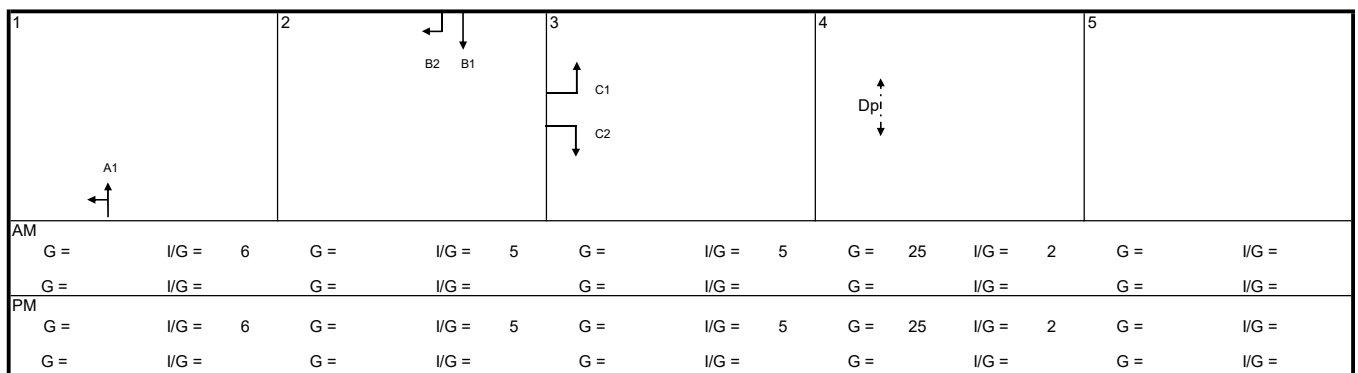 1 2 3 4 5
B2 B1
C1
Dp
C2
A1
AM
G = I/G = 6 G = I/G = 5 G = I/G = 5 G = 25 I/G = 2 G = I/G =
G = I/G = G = I/G = G = I/G = G = I/G = G = I/G =
PM
G = I/G = 6 G = I/G = 5 G = I/G = 5 G = 25 I/G = 2 G = I/G =
G = I/G = G = I/G = G = I/G = G = I/G = G = I/G =